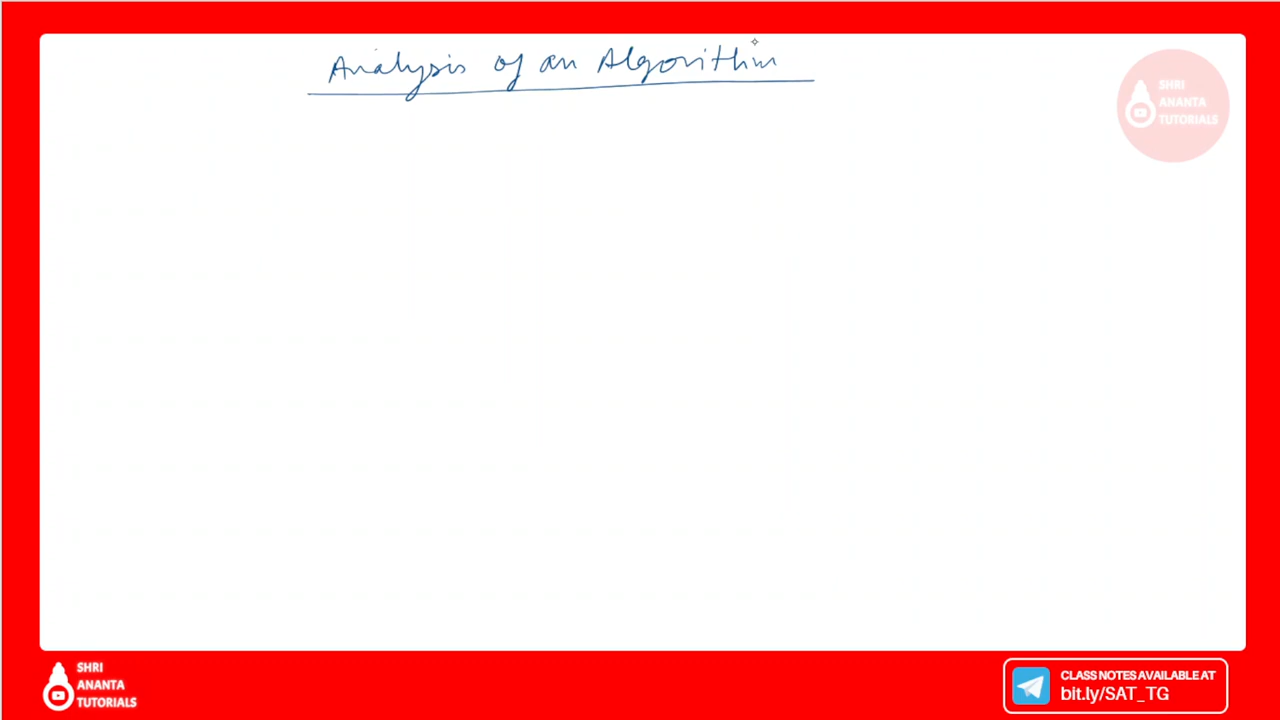 Analysis of an Algorithm
SHRI
ANANTA
TUTORIALS
SHRI
ANANTA
TUTORIALS
CLASS NOTES AVAILABLE AT
bit.ly/SAT_TG